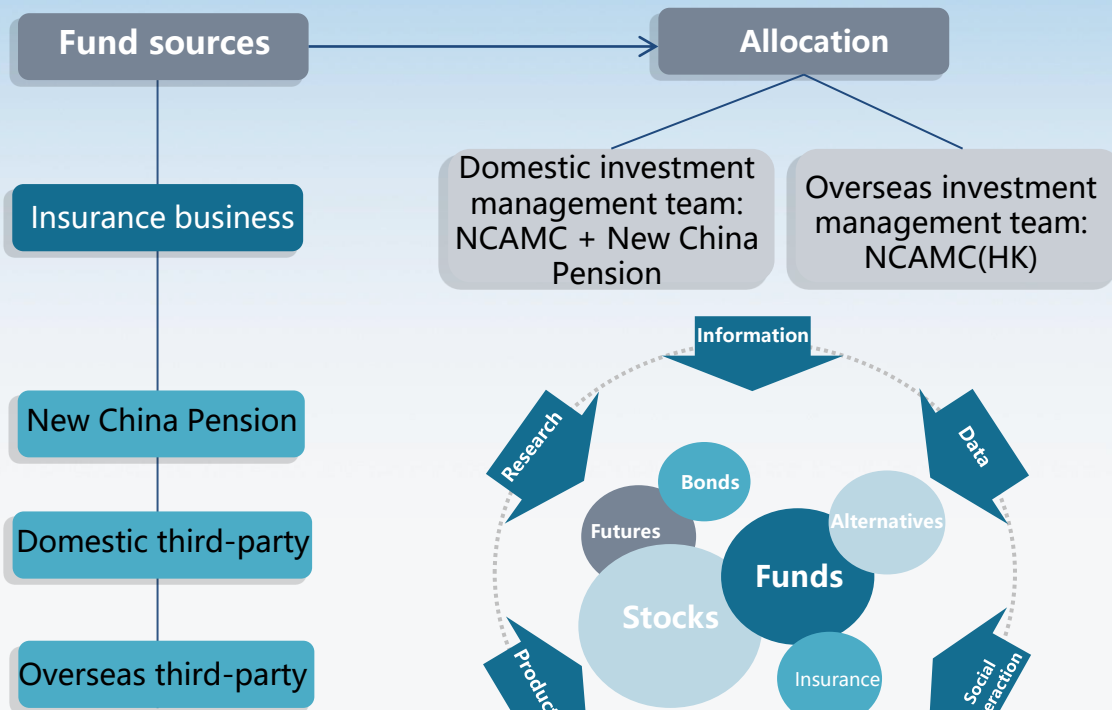 Fund sources
Allocation
Insurance business
New China Pension
Domestic third-party
Overseas third-party
Domestic investment
management team:
NCAMC + New China
Pension
Overseas investment
management team:
NCAMC(HK)
Information
Research
Data
Bonds
Futures
Alternatives
Funds
Stocks
Insurance
Product
Social